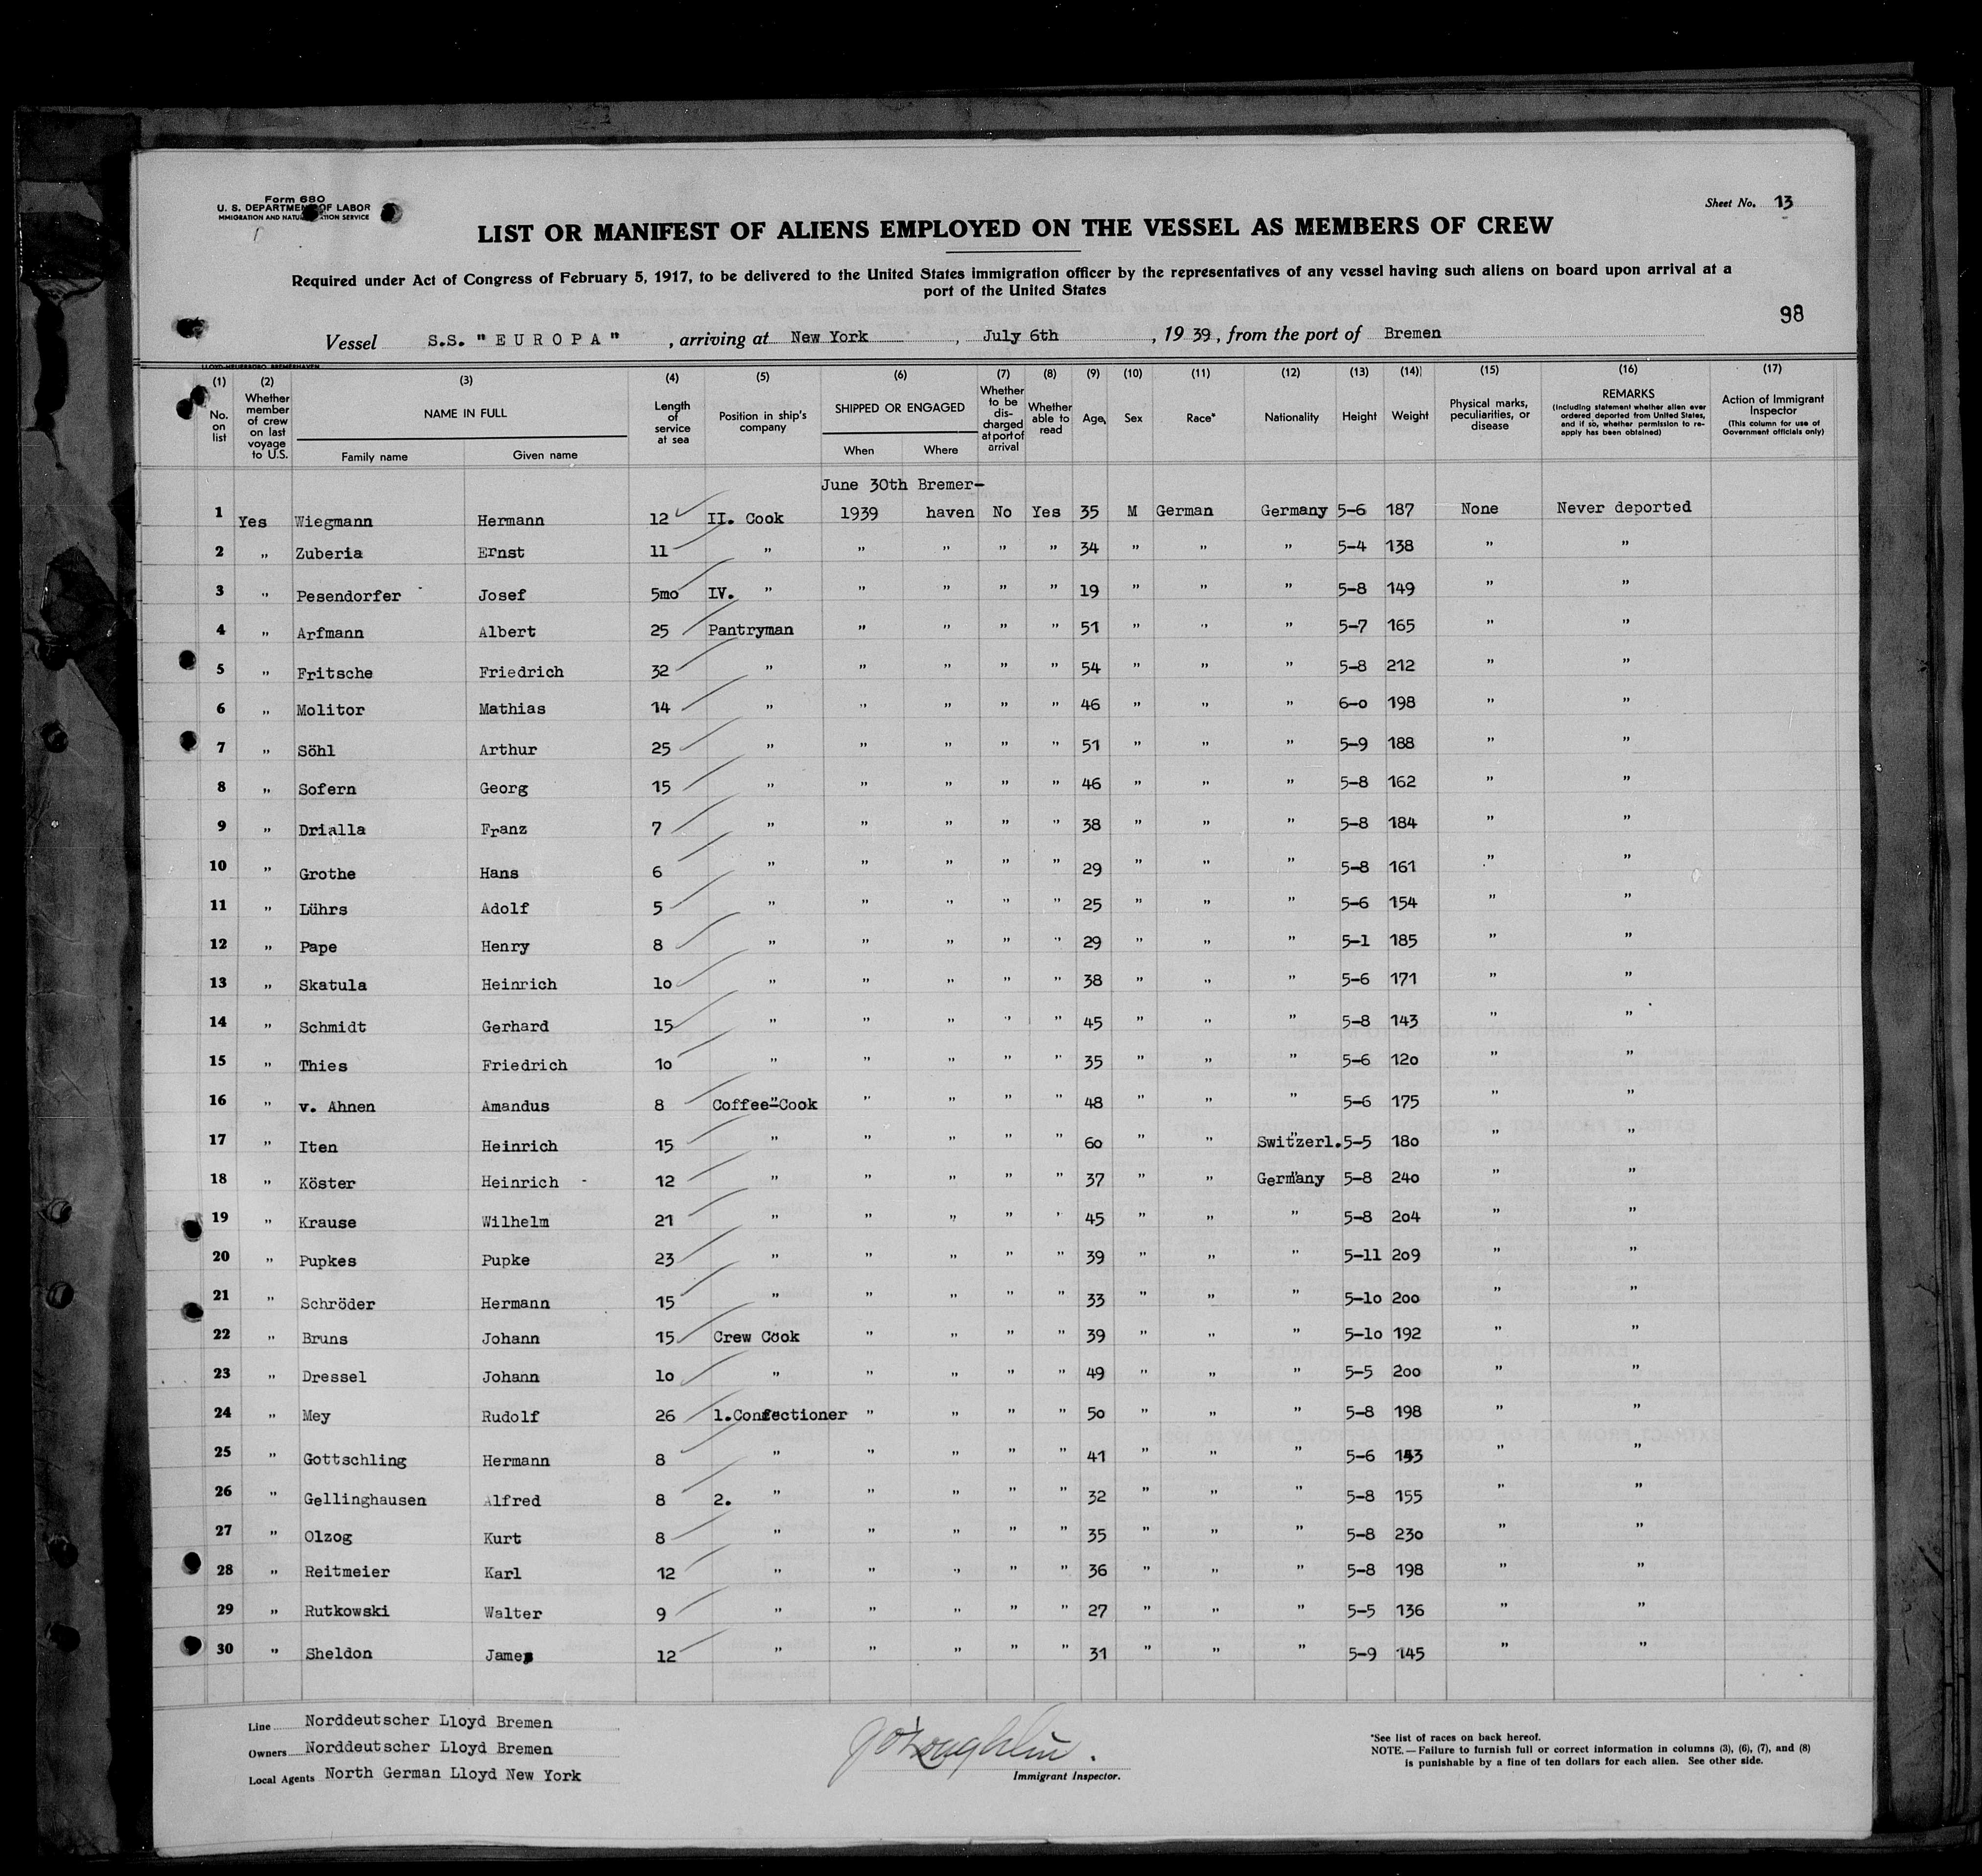 Form 680
U. S. DEPARTMENT OF LABOR
IMMIGRATION AND NATURALIZATION SERVICE
Sheet No. 13
LIST OR MANIFEST OF ALIENS EMPLOYED ON THE VESSEL AS MEMBERS OF CREW
Required under Act of Congress of February 5, 1917, to be delivered to the United States immigration officer by the representatives of any vessel having such aliens on board upon arrival at a
port of the United States
98
Vessel S.S. "EUROPA" , arriving at New York , July 6th , 1939 , from the port of Bremen
(1) (2) (3) (4) (5) (6) (7) (8) (9) (10) (11) (12) (13) (14) (15) (16) (17)
No. on list
Whether member of crew on last voyage to U.S.
NAME IN FULL
Family name Given name
Length of service at sea
Position in ship's company
SHIPPED OR ENGAGED
When Where
Whether to be discharged at port of arrival
Whether able to read
Age
Sex
Race*
Nationality
Height
Weight
Physical marks, peculiarities, or disease
REMARKS
(Including statement whether alien ever ordered deported from United States, and if so, whether permission to re-apply has been obtained)
Action of Immigrant Inspector
(This column for use of Government officials only)
June 30th Bremer-
1 Yes Wiegmann Hermann 12 II. Cook 1939 haven No Yes 35 M German Germany 5-6 187 None Never deported
2 " Zuberia Ernst 11 " " " " " 34 " " " 5-4 138 " "
3 " Pesendorfer Josef 5mo IV. " " " " " 19 " " " 5-8 149 " "
4 " Arfmann Albert 25 Pantryman " " " " 51 " " " 5-7 165 " "
5 " Fritsche Friedrich 32 " " " " " 54 " " " 5-8 212 " "
6 " Molitor Mathias 14 " " " " " 46 " " " 6-0 198 " "
7 " Söhl Arthur 25 " " " " " 51 " " " 5-9 188 " "
8 " Sofern Georg 15 " " " " " 46 " " " 5-8 162 " "
9 " Drialla Franz 7 " " " " " 38 " " " 5-8 184 " "
10 " Grothe Hans 6 " " " " " 29 " " " 5-8 161 " "
11 " Lührs Adolf 5 " " " " " 25 " " " 5-6 154 " "
12 " Pape Henry 8 " " " " " 29 " " " 5-1 185 " "
13 " Skatula Heinrich 10 " " " " " 38 " " " 5-6 171 " "
14 " Schmidt Gerhard 15 " " " " " 45 " " " 5-8 143 " "
15 " Thies Friedrich 10 " " " " " 35 " " " 5-6 120 " "
16 " v. Ahnen Amandus 8 Coffee-Cook " " " " 48 " " " 5-6 175 " "
17 " Iten Heinrich 15 " " " " " 60 " " Switzerl. 5-5 180 " "
18 " Köster Heinrich - 12 " " " " " 37 " " Germany 5-8 240 " "
19 " Krause Wilhelm 21 " " " " " 45 " " " 5-8 204 " "
20 " Pupkes Pupke 23 " " " " " 39 " " " 5-11 209 " "
21 " Schröder Hermann 15 " " " " " 33 " " " 5-10 200 " "
22 " Bruns Johann 15 Crew Cook " " " " 39 " " " 5-10 192 " "
23 " Dressel Johann 10 " " " " " 49 " " " 5-5 200 " "
24 " Mey Rudolf 26 1.Confectioner " " " " 50 " " " 5-8 198 " "
25 " Gottschling Hermann 8 " " " " " 41 " " " 5-6 " "
26 " Gellinghausen Alfred 8 2. " " " " " 32 " " " 5-8 155 " "
27 " Olzog Kurt 8 " " " " " 35 " " " 5-8 230 " "
28 " Reitmeier Karl 12 " " " " " 36 " " " 5-8 198 " "
29 " Rutkowski Walter 9 " " " " " 27 " " " 5-5 136 " "
30 " Sheldon James 12 " " " " " 31 " " " 5-9 145 " "
Line Norddeutscher Lloyd Bremen
Owners Norddeutscher Lloyd Bremen
Local Agents North German Lloyd New York
Immigrant Inspector.
*See list of races on back hereof.
NOTE.—Failure to furnish full or correct information in columns (3), (6), (7), and (8)
is punishable by a fine of ten dollars for each alien. See other side.